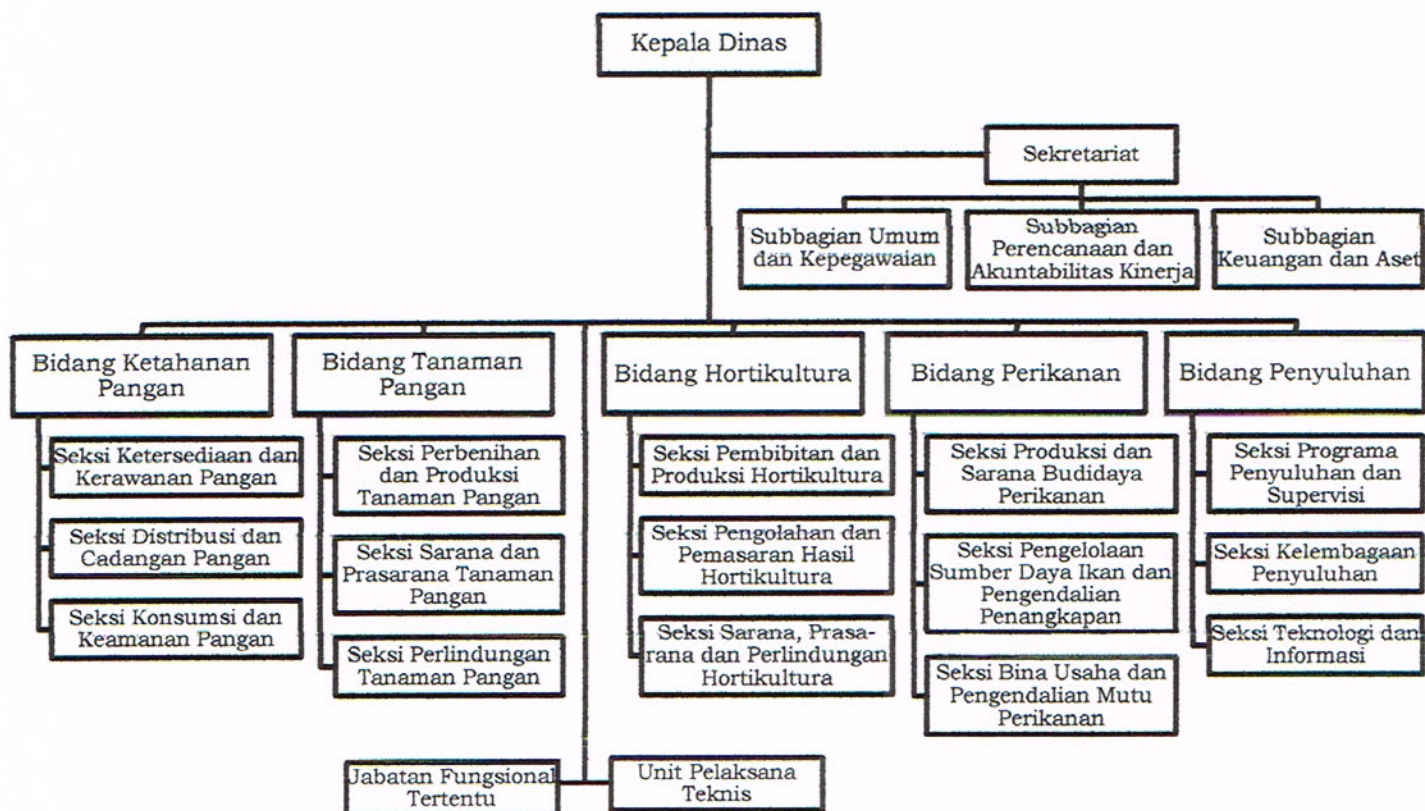 Kepala Dinas
Sekretariat
Subbagian Umum
dan Kepegawaian
Subbagian
Perencanaan dan
Akuntabilitas Kinerja
Subbagian
Keuangan dan Aset
Bidang Ketahanan
Pangan
Bidang Tanaman
Pangan
Bidang Hortikultura
Bidang Perikanan
Bidang Penyuluhan
Seksi Ketersediaan dan
Kerawanan Pangan
Seksi Distribusi dan
Cadangan Pangan
Seksi Konsumsi dan
Keamanan Pangan
Seksi Perbenihan
dan Produksi
Tanaman Pangan
Seksi Sarana dan
Prasarana Tanaman
Pangan
Seksi Perlindungan
Tanaman Pangan
Seksi Pembibitan dan
Produksi Hortikultura
Seksi Pengolahan dan
Pemasaran Hasil
Hortikultura
Seksi Sarana, Prasa-
rana dan Perlindungan
Hortikultura
Seksi Produksi dan
Sarana Budidaya
Perikanan
Seksi Pengelolaan
Sumber Daya Ikan dan
Pengendalian
Penangkapan
Seksi Bina Usaha dan
Pengendalian Mutu
Perikanan
Seksi Programa
Penyuluhan dan
Supervisi
Seksi Kelembagaan
Penyuluhan
Seksi Teknologi dan
Informasi
Jabatan Fungsional
Tertentu
Unit Pelaksana
Teknis